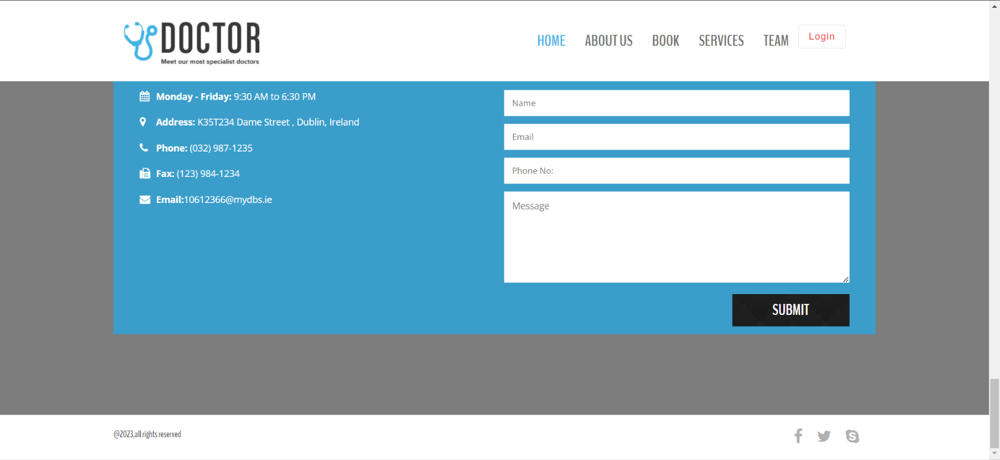 DOCTOR
Meet our most specialist doctors
HOME ABOUT US BOOK SERVICES TEAM Login
Monday - Friday: 9:30 AM to 6:30 PM
Address: K35T234 Dame Street , Dublin, Ireland
Phone: (032) 987-1235
Fax: (123) 984-1234
Email:10612366@mydbs.ie
Name
Email
Phone No:
Message
SUBMIT
@2023,all rights reserved